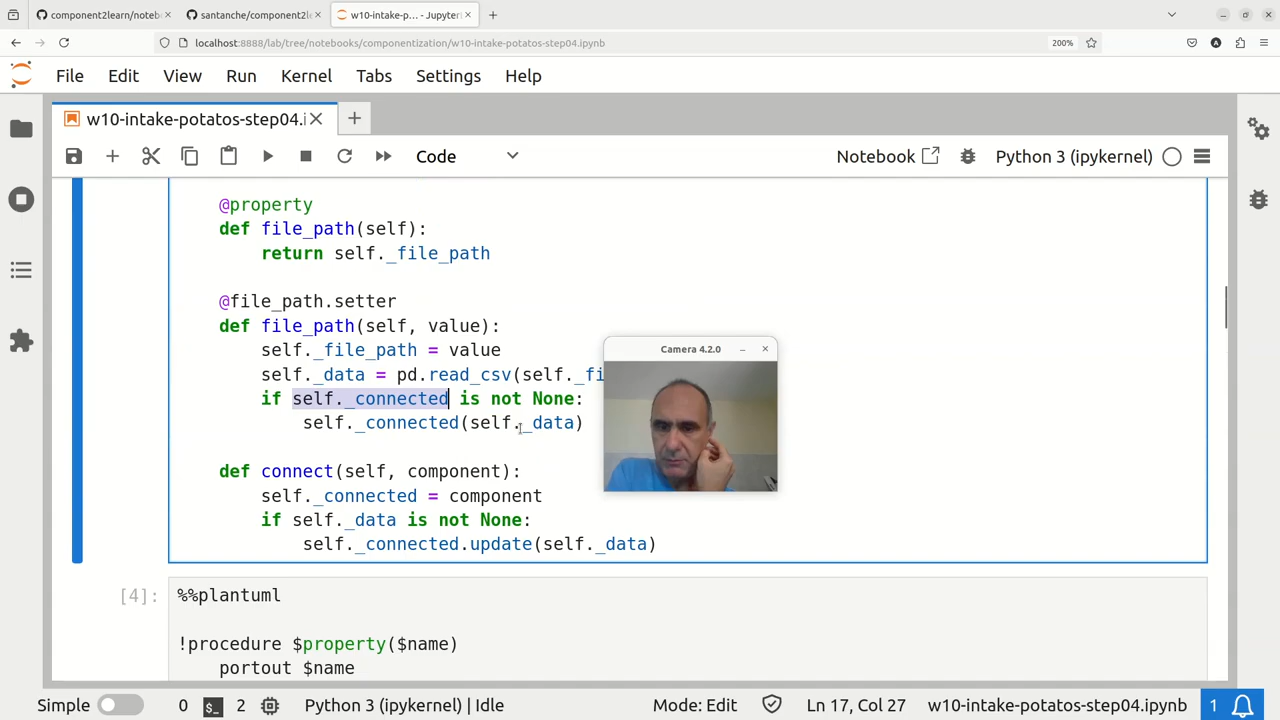 component2learn/noteb
santanche/component2l
w10-intake-p... - Jupyter
localhost:8888/lab/tree/notebooks/componentization/w10-intake-potatos-step04.ipynb
200%
File Edit View Run Kernel Tabs Settings Help
w10-intake-potatos-step04.i
Code
Notebook
Python 3 (ipykernel)
@property
def file_path(self):
return self._file_path
@file_path.setter
def file_path(self, value):
self._file_path = value
self._data = pd.read_csv(self._fi
if self._connected is not None:
self._connected(self._data)
def connect(self, component):
self._connected = component
if self._data is not None:
self._connected.update(self._data)
Camera 4.2.0
[4]:
%%plantuml
!procedure $property($name)
portout $name
Simple 0 $_ 2 Python 3 (ipykernel) | Idle Mode: Edit Ln 17, Col 27 w10-intake-potatos-step04.ipynb 1